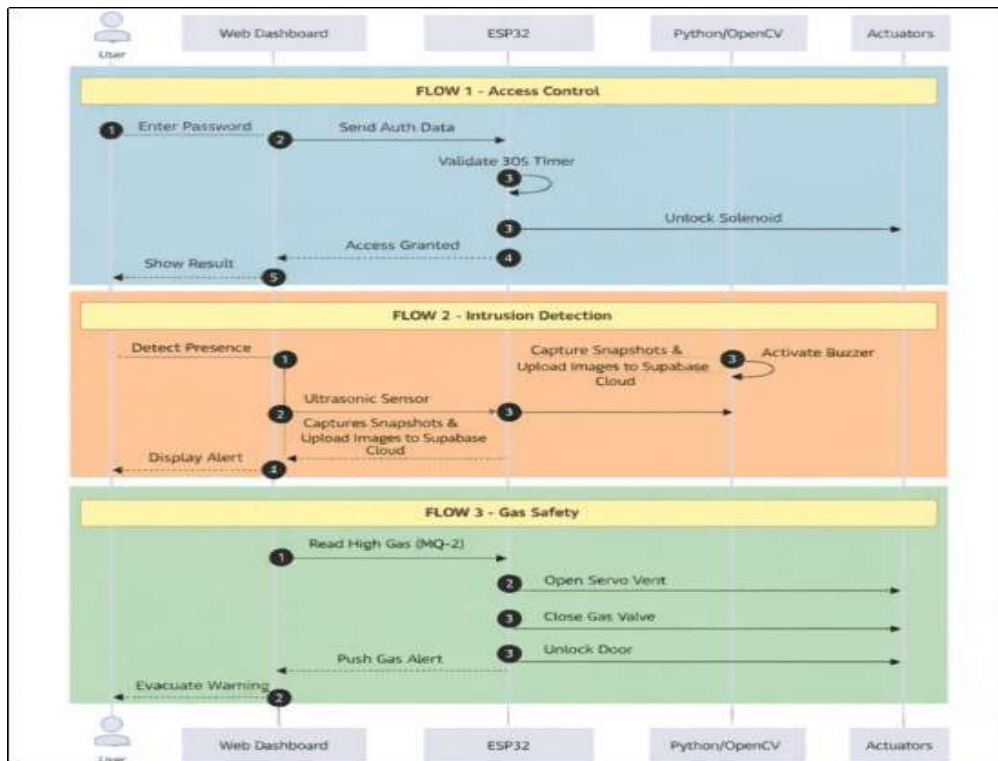 User
Web Dashboard
ESP32
Python/OpenCV
Actuators
FLOW 1 - Access Control
1
Enter Password
2
Send Auth Data
Validate 30S Timer
3
3
Unlock Solenoid
Access Granted
4
Show Result
5
FLOW 2 - Intrusion Detection
Detect Presence
1
Capture Snapshots &
Upload Images to Supabase
Cloud
3
Activate Buzzer
2
Ultrasonic Sensor
3
Captures Snapshots &
Upload Images to Supabase
Cloud
Display Alert
4
FLOW 3 - Gas Safety
1
Read High Gas (MQ-2)
2
Open Servo Vent
3
Close Gas Valve
3
Unlock Door
Push Gas Alert
Evacuate Warning
2
User
Web Dashboard
ESP32
Python/OpenCV
Actuators